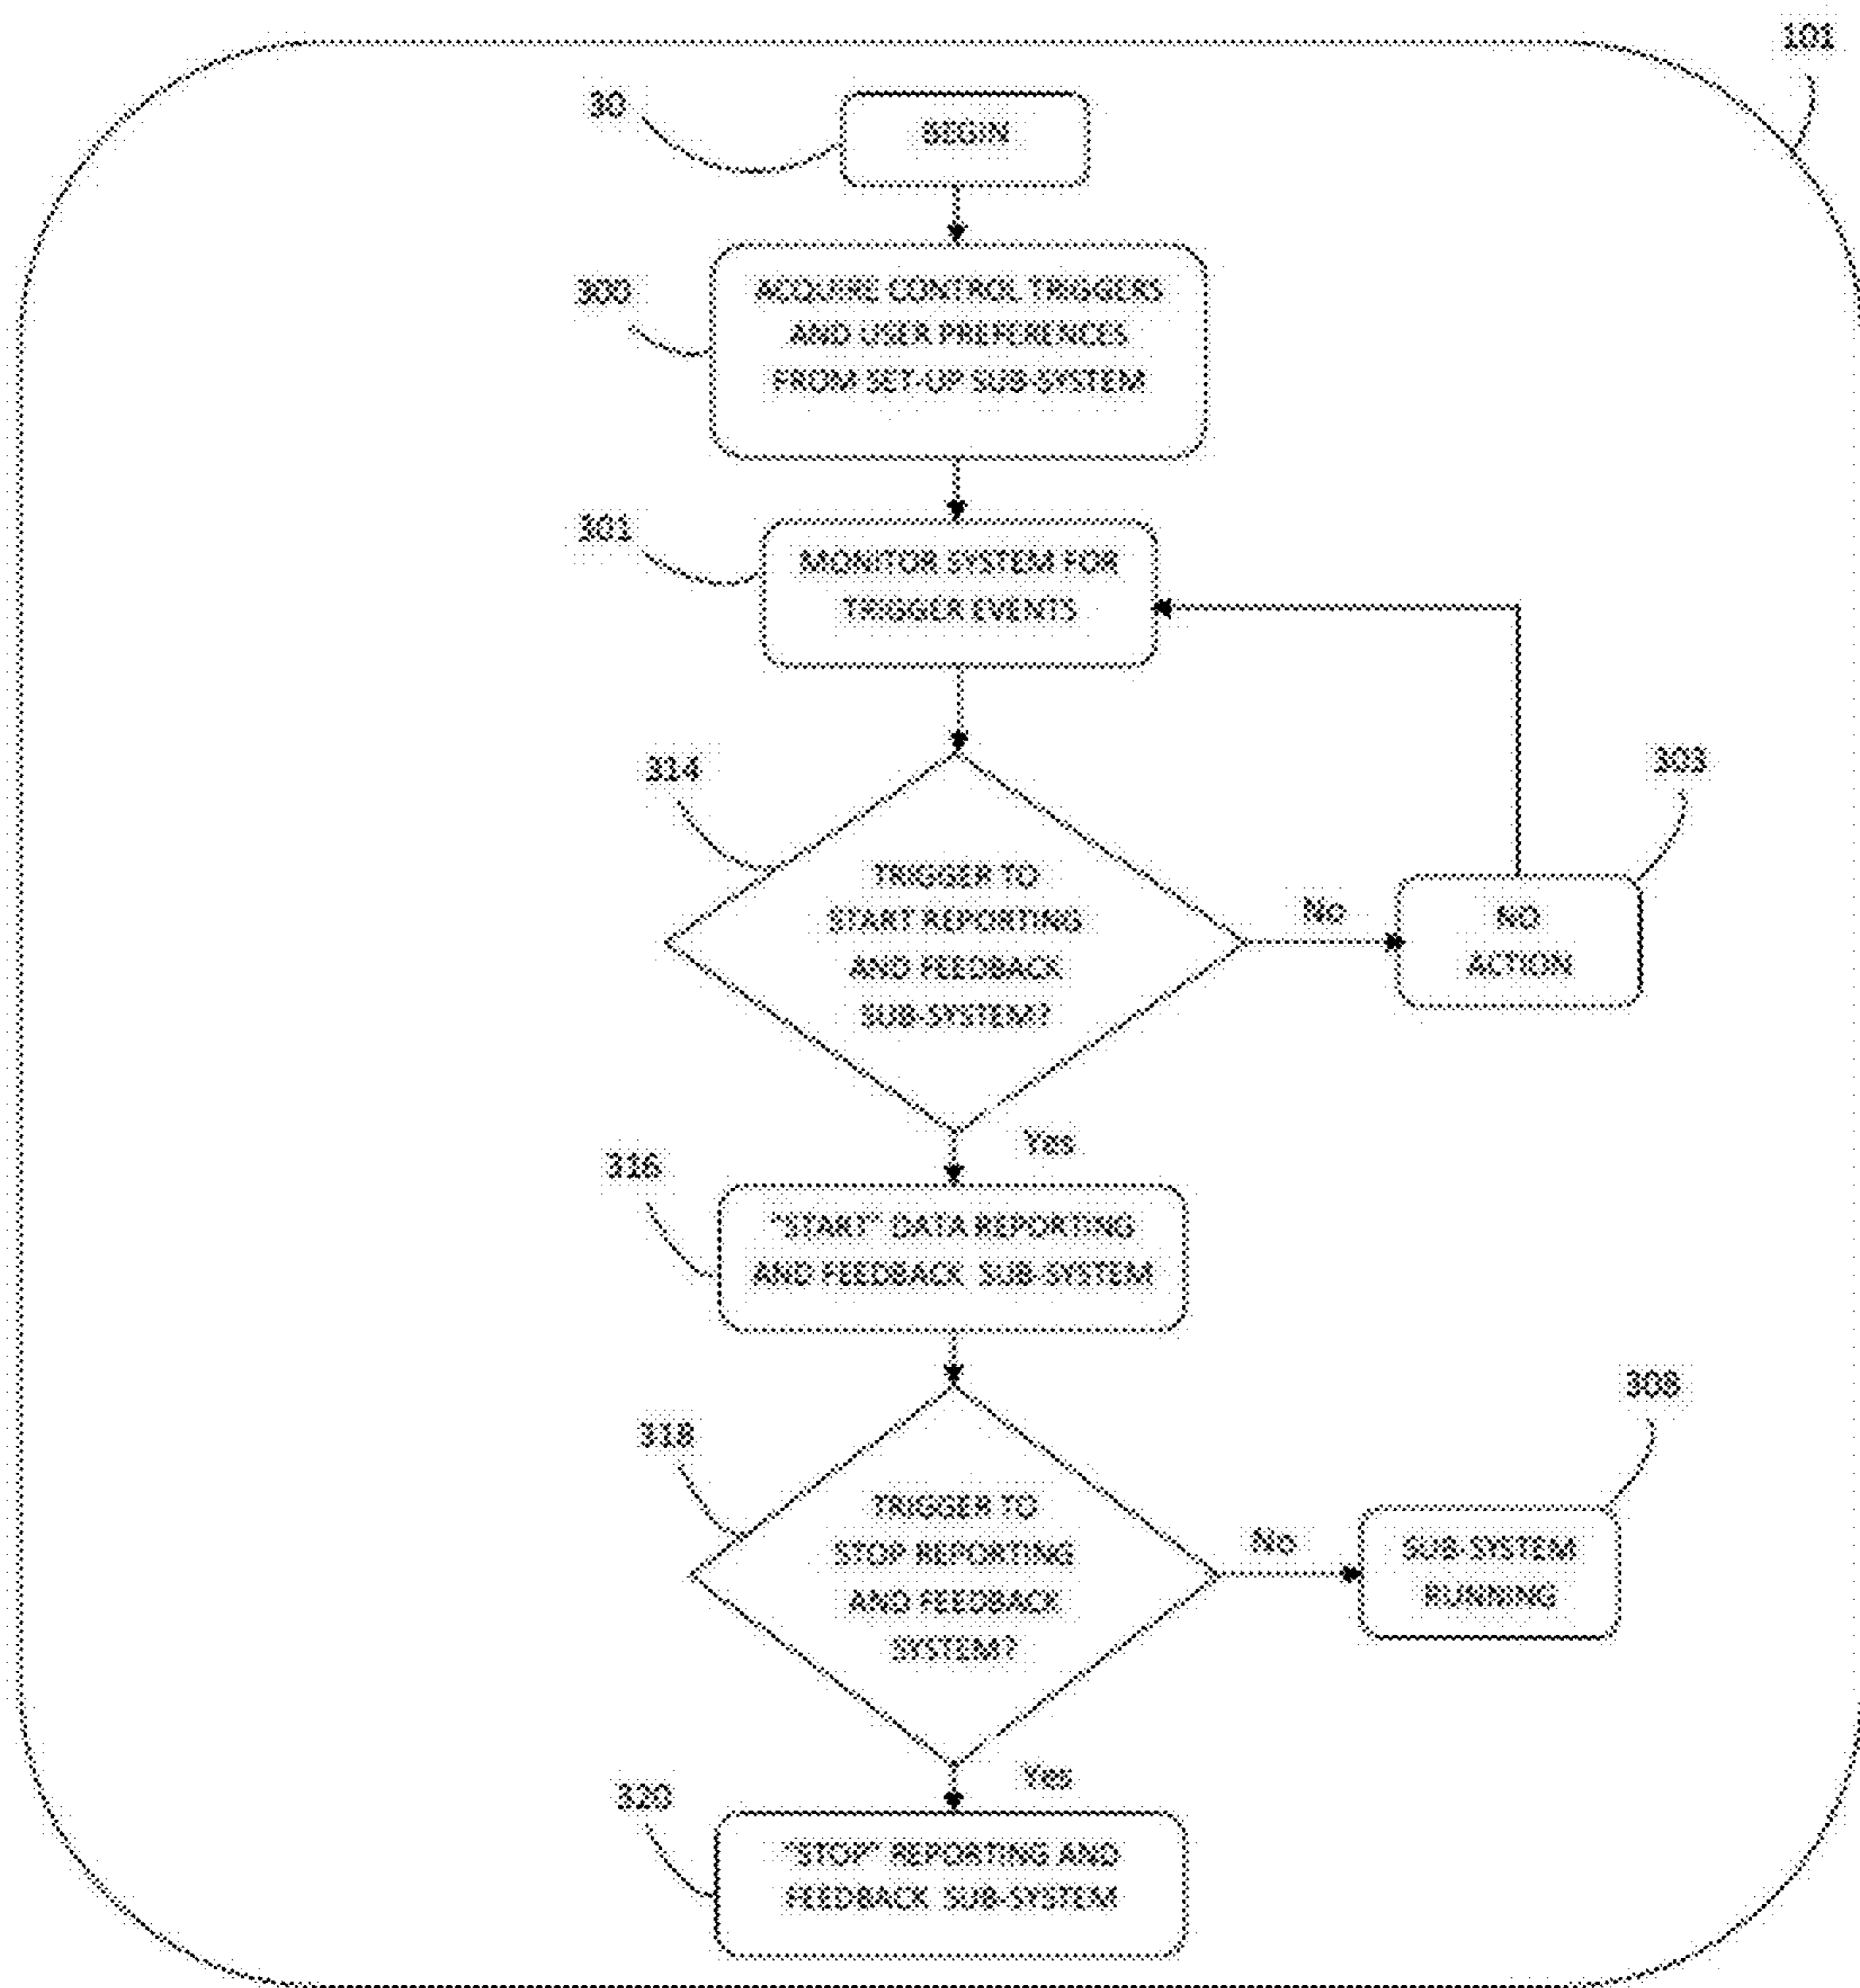 101
30
BEGIN
300
ACQUIRE CONTROL TRIGGERS
AND USER PREFERENCES
FROM SET-UP SUB-SYSTEM
301
MONITOR SYSTEM FOR
TRIGGER EVENTS
314
TRIGGER TO
START REPORTING
AND FEEDBACK
SUB-SYSTEM?
No
303
NO
ACTION
Yes
316
"START" DATA REPORTING
AND FEEDBACK SUB-SYSTEM
318
TRIGGER TO
STOP REPORTING
AND FEEDBACK
SYSTEM?
No
308
SUB-SYSTEM
RUNNING
Yes
320
"STOP" REPORTING AND
FEEDBACK SUB-SYSTEM